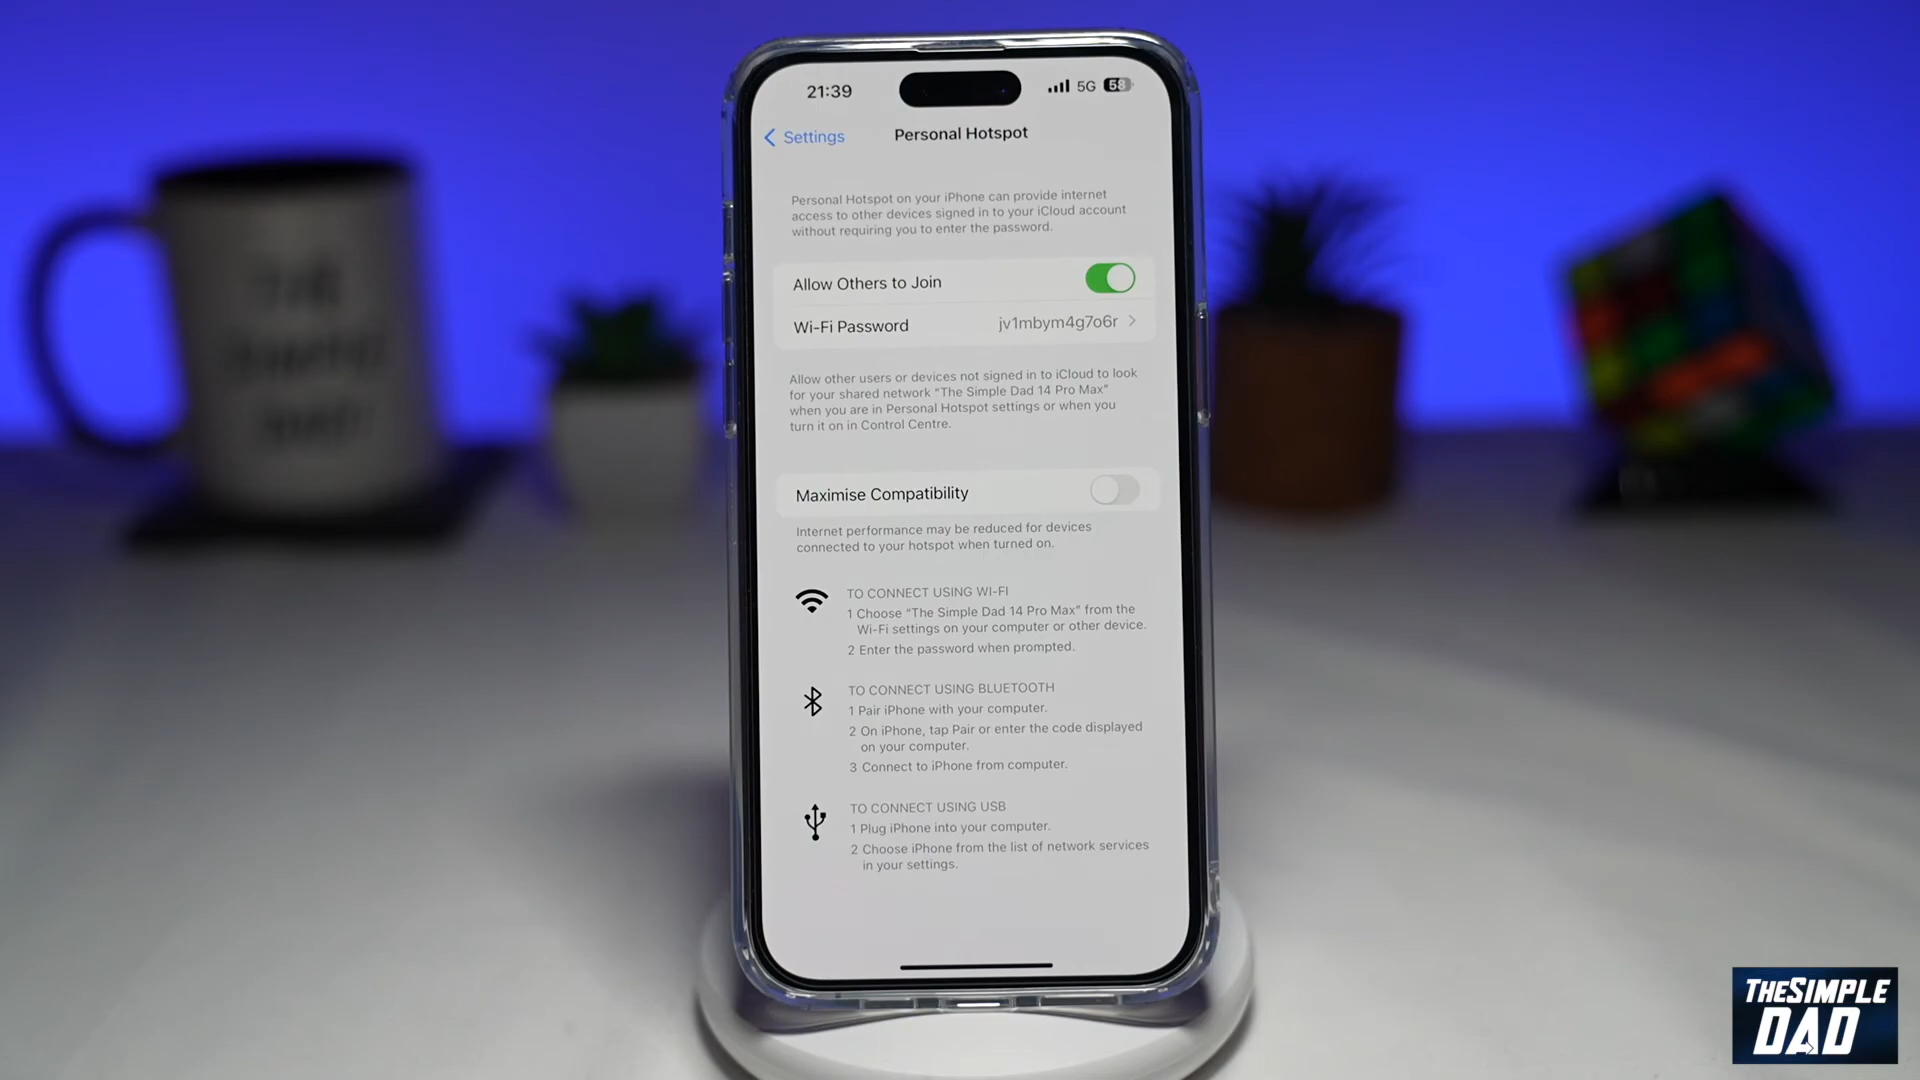 21:39
5G
58
Settings
Personal Hotspot
Personal Hotspot on your iPhone can provide internet
access to other devices signed in to your iCloud account
without requiring you to enter the password.
Allow Others to Join
Wi-Fi Password
jv1mbym4g7o6r
Allow other users or devices not signed in to iCloud to look
for your shared network “The Simple Dad 14 Pro Max”
when you are in Personal Hotspot settings or when you
turn it on in Control Centre.
Maximise Compatibility
Internet performance may be reduced for devices
connected to your hotspot when turned on.
TO CONNECT USING WI-FI
1 Choose “The Simple Dad 14 Pro Max” from the
Wi-Fi settings on your computer or other device.
2 Enter the password when prompted.
TO CONNECT USING BLUETOOTH
1 Pair iPhone with your computer.
2 On iPhone, tap Pair or enter the code displayed
on your computer.
3 Connect to iPhone from computer.
TO CONNECT USING USB
1 Plug iPhone into your computer.
2 Choose iPhone from the list of network services
in your settings.
THE SIMPLE
DAD